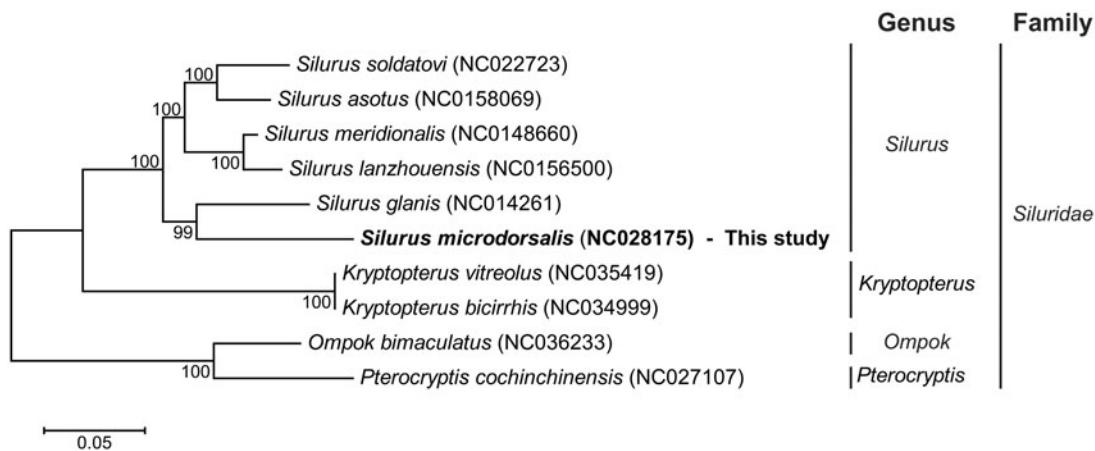 Genus Family
100 Silurus soldatovi (NC022723)
Silurus asotus (NC0158069)
100
Silurus meridionalis (NC0148660)
100 100 Silurus lanzhouensis (NC0156500)
Silurus
Silurus glanis (NC014261)
99
Silurus microdorsalis (NC028175) - This study
Siluridae
Kryptopterus vitreolus (NC035419)
100 Kryptopterus bicirrhis (NC034999)
Kryptopterus
Ompok bimaculatus (NC036233) Ompok
100
Pterocryptis cochinchinensis (NC027107) Pterocryptis
0.05